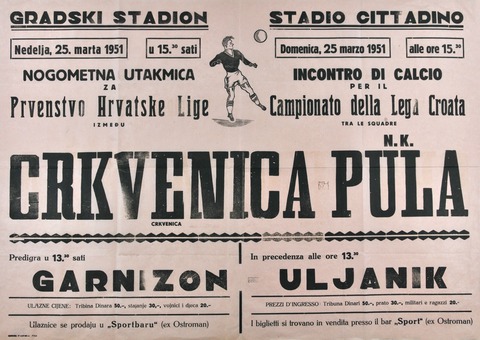 GRADSKI STADION
Nedelja, 25. marta 1951
u 15.30 sati
NOGOMETNA UTAKMICA
ZA
Prvenstvo Hrvatske Lige
IZMEĐU
STADIO CITTADINO
Domenica, 25 marzo 1951
alle ore 15.30
INCONTRO DI CALCIO
PER IL
Campionato della Lega Croata
TRA LE SQUADRE
N.K.
CRKVENICA PULA
CRKVENICA
Predigra u 13.30 sati
GARNIZON
ULAZNE CIJENE: Tribina Dinara 50.-, stajanje 30.-, vojnici i djeca 20.-
Ulaznice se prodaju u „Sportbaru" (ex Ostroman)
In precedenza alle ore 13.30
ULJANIK
PREZZI D'INGRESSO: Tribuna Dinari 50.-, prato 30.-, militari e ragazzi 20.-
I biglietti si trovano in vendita presso il bar „Sport" (ex Ostroman)